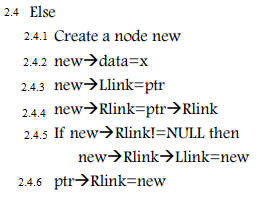 2.4 Else
2.4.1 Create a node new
2.4.2 new→data=x
2.4.3 new→Llink=ptr
2.4.4 new→Rlink=ptr→Rlink
2.4.5 If new→Rlink!=NULL then
new→Rlink→Llink=new
2.4.6 ptr→Rlink=new